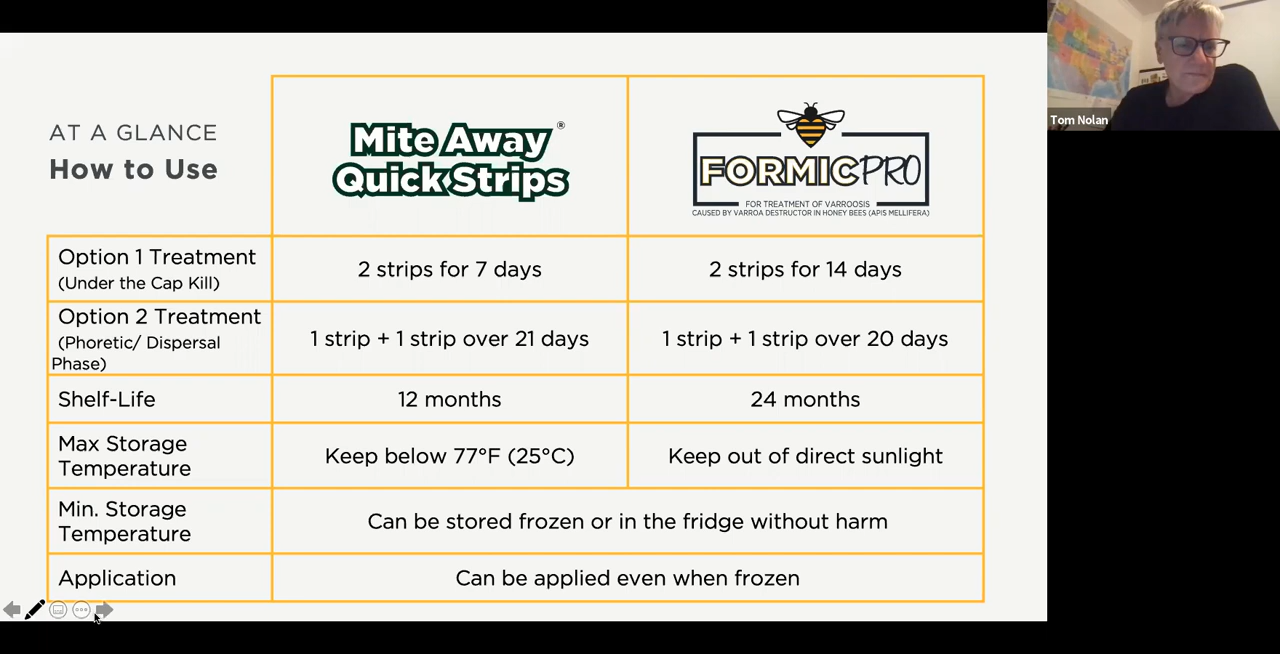 AT A GLANCE
How to Use
Mite Away®
Quick Strips
FORMICPRO
FOR TREATMENT OF VARROOSIS
CAUSED BY VARROA DESTRUCTOR IN HONEY BEES (APIS MELLIFERA)
Option 1 Treatment
(Under the Cap Kill)
2 strips for 7 days
2 strips for 14 days
Option 2 Treatment
(Phoretic/ Dispersal
Phase)
1 strip + 1 strip over 21 days
1 strip + 1 strip over 20 days
Shelf-Life
12 months
24 months
Max Storage
Temperature
Keep below 77°F (25°C)
Keep out of direct sunlight
Min. Storage
Temperature
Can be stored frozen or in the fridge without harm
Application
Can be applied even when frozen
Tom Nolan